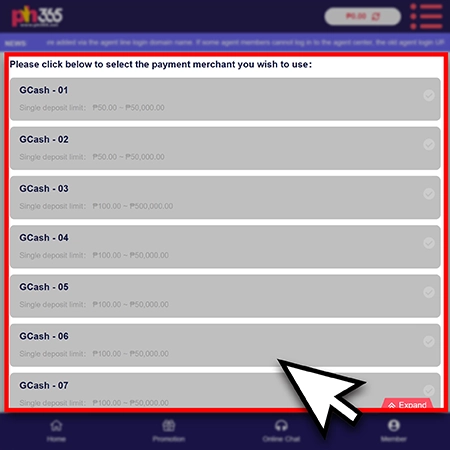 ph365
₱0.00
NEWS
e added via the agent line login domain name. If some agent members cannot log in to the agent center, the old agent login UP
Please click below to select the payment merchant you wish to use:
GCash - 01
Single deposit limit: ₱50.00 ~ ₱50,000.00
GCash - 02
Single deposit limit: ₱50.00 ~ ₱50,000.00
GCash - 03
Single deposit limit: ₱100.00 ~ ₱500,000.00
GCash - 04
Single deposit limit: ₱100.00 ~ ₱50,000.00
GCash - 05
Single deposit limit: ₱100.00 ~ ₱50,000.00
GCash - 06
Single deposit limit: ₱100.00 ~ ₱50,000.00
GCash - 07
Single deposit limit: ₱100.00 ~ ₱50,000.00
Expand
Home
Promotion
Online Chat
Member